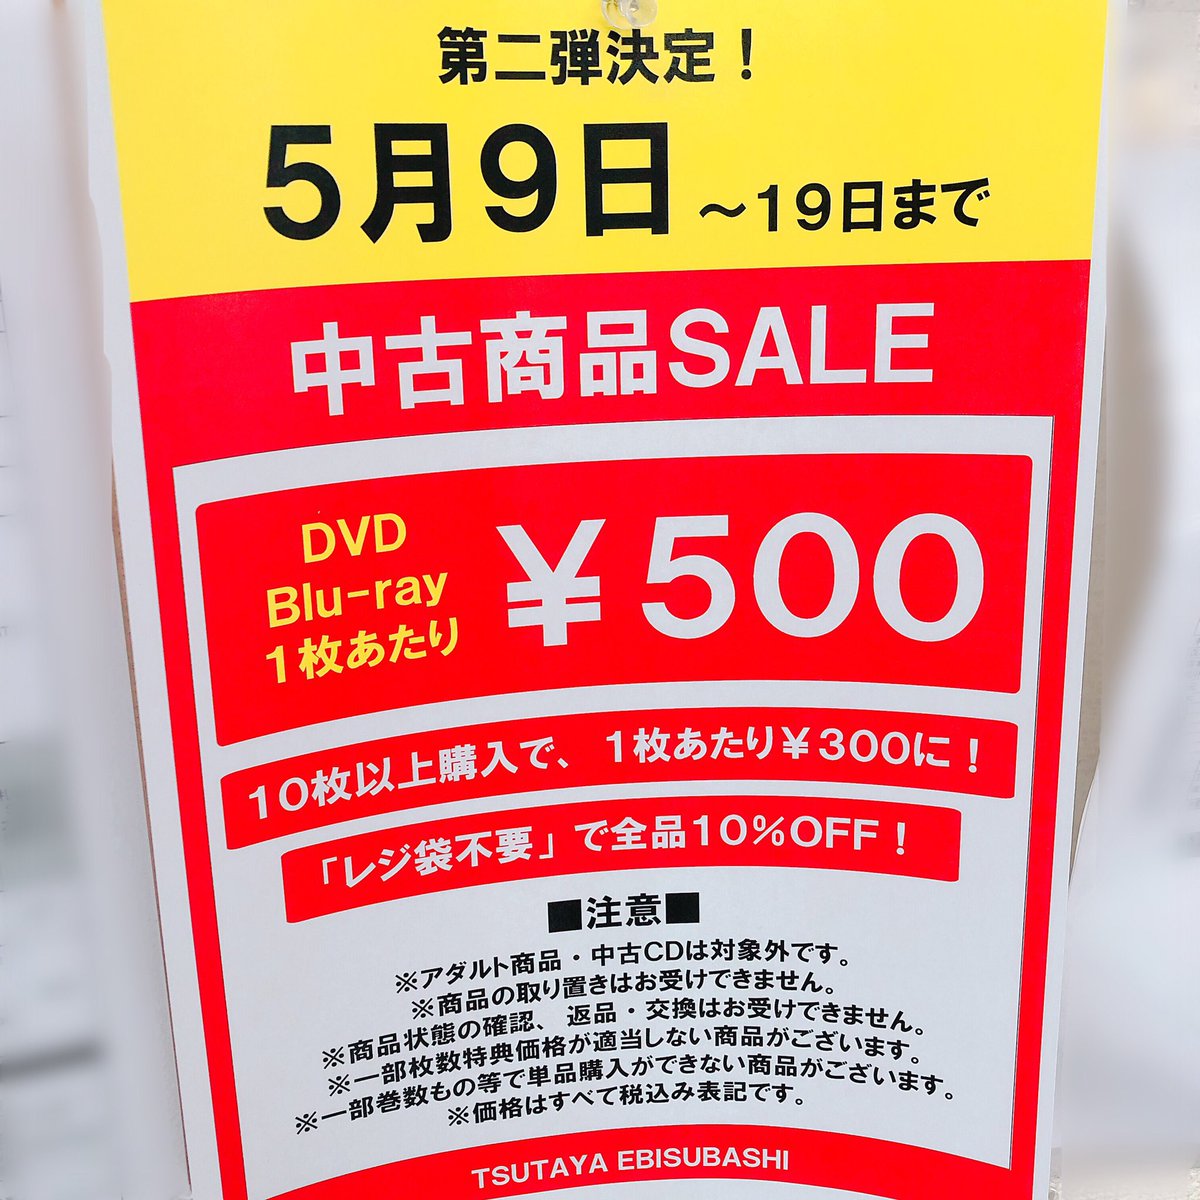 第二弾決定！
5月9日～19日まで
中古商品SALE
DVD
Blu-ray
1枚あたり
¥500
10枚以上購入で、1枚あたり¥300に！
「レジ袋不要」で全品10%OFF！
■注意■
※アダルト商品・中古CDは対象外です。
※商品の取り置きはお受けできません。
※商品状態の確認、返品・交換はお受けできません。
※一部枚数特典価格が適当しない商品がございます。
※一部巻数もの等で単品購入ができない商品がございます。
※価格はすべて税込み表記です。
TSUTAYA EBISUBASHI